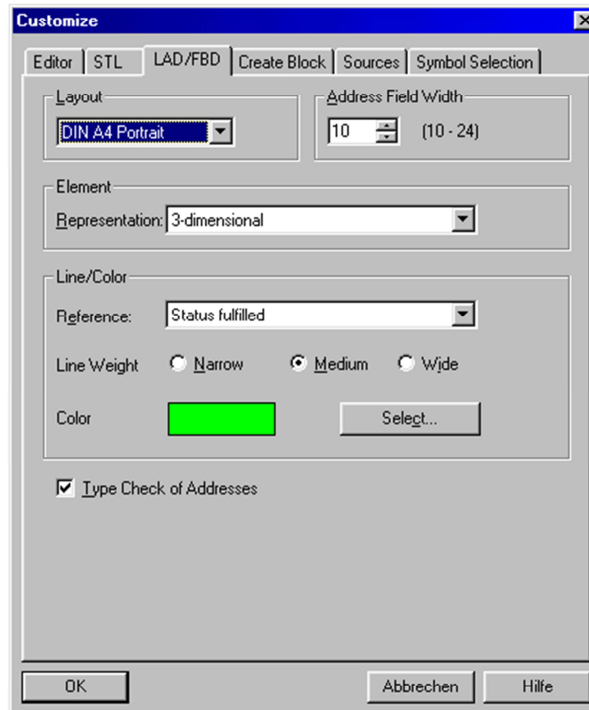 Customize
Editor STL LAD/FBD Create Block Sources Symbol Selection
Layout Address Field Width
DIN A4 Portrait 10 (10 - 24)
Element
Representation: 3-dimensional
Line/Color
Reference: Status fulfilled
Line Weight Narrow Medium Wide
Color Select...
Type Check of Addresses
OK Abbrechen Hilfe